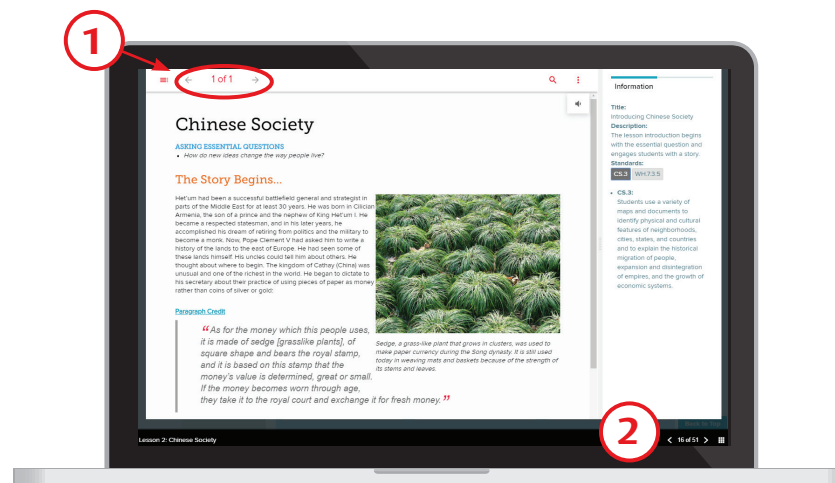 1
1 of 1
Information
Chinese Society
ASKING ESSENTIAL QUESTIONS
• How do new ideas change the way people live?
The Story Begins...
Het'um had been a successful battlefield general and strategist in
parts of the Middle East for at least 30 years. He was born in Cilician
Armenia, the son of a prince and the nephew of King Het'um I. He
became a respected statesman, and in his later years, he
accomplished his dream of retiring from politics and the military to
become a monk. Now, Pope Clement V had asked him to write a
history of the lands to the east of Europe. He had seen some of
these lands himself. His uncles could tell him about others. He
thought about where to begin. The kingdom of Cathay (China) was
unusual and one of the richest in the world. He began to dictate to
his secretary about their practice of using pieces of paper as money
rather than coins of silver or gold:
Paragraph Credit
“As for the money which this people uses,
it is made of sedge [grasslike plants], of
square shape and bears the royal stamp,
and it is based on this stamp that the
money's value is determined, great or small.
If the money becomes worn through age,
they take it to the royal court and exchange it for fresh money.”
Sedge, a grass-like plant that grows in clusters, was used to
make paper currency during the Song dynasty. It is still used
today in weaving mats and baskets because of the strength of
its stems and leaves.
Title:
Introducing Chinese Society
Description:
The lesson introduction begins
with the essential question and
engages students with a story.
Standards:
CS.3 WH.7.3.5
• CS.3:
Students use a variety of
maps and documents to
identify physical and cultural
features of neighborhoods,
cities, states, and countries
and to explain the historical
migration of people,
expansion and disintegration
of empires, and the growth of
economic systems.
Back to Top
2
Lesson 2: Chinese Society
16 of 51